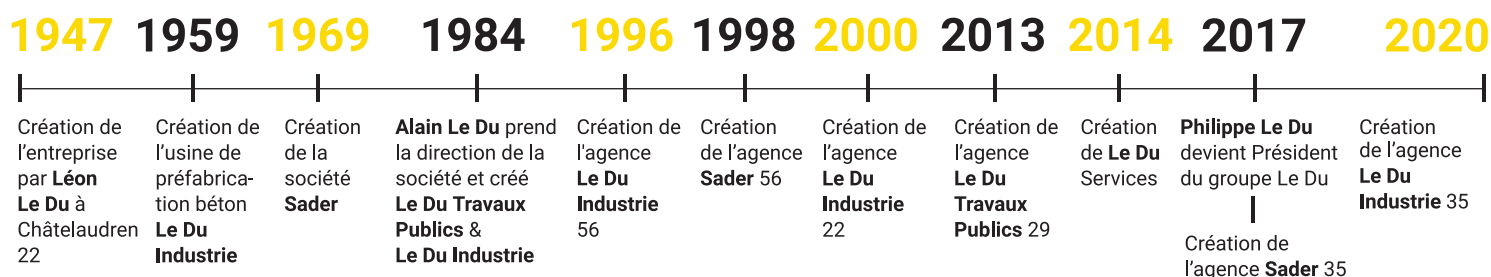 1947 1959 1969 1984 1996 1998 2000 2013 2014 2017 2020
Création de
l'entreprise
par Léon
Le Du à
Châtelaudren
22
Création de
l'usine de
préfabrica-
tion béton
Le Du
Industrie
Création
de la
société
Sader
Alain Le Du prend
la direction de la
société et créé
Le Du Travaux
Publics &
Le Du Industrie
Création de
l'agence
Le Du
Industrie
56
Création
de l'agence
Sader 56
Création de
l'agence
Le Du
Industrie
22
Création de
l'agence
Le Du
Travaux
Publics 29
Création
de Le Du
Services
Philippe Le Du
devient Président
du groupe Le Du
Création de
l'agence Sader 35
Création
de l'agence
Le Du
Industrie 35